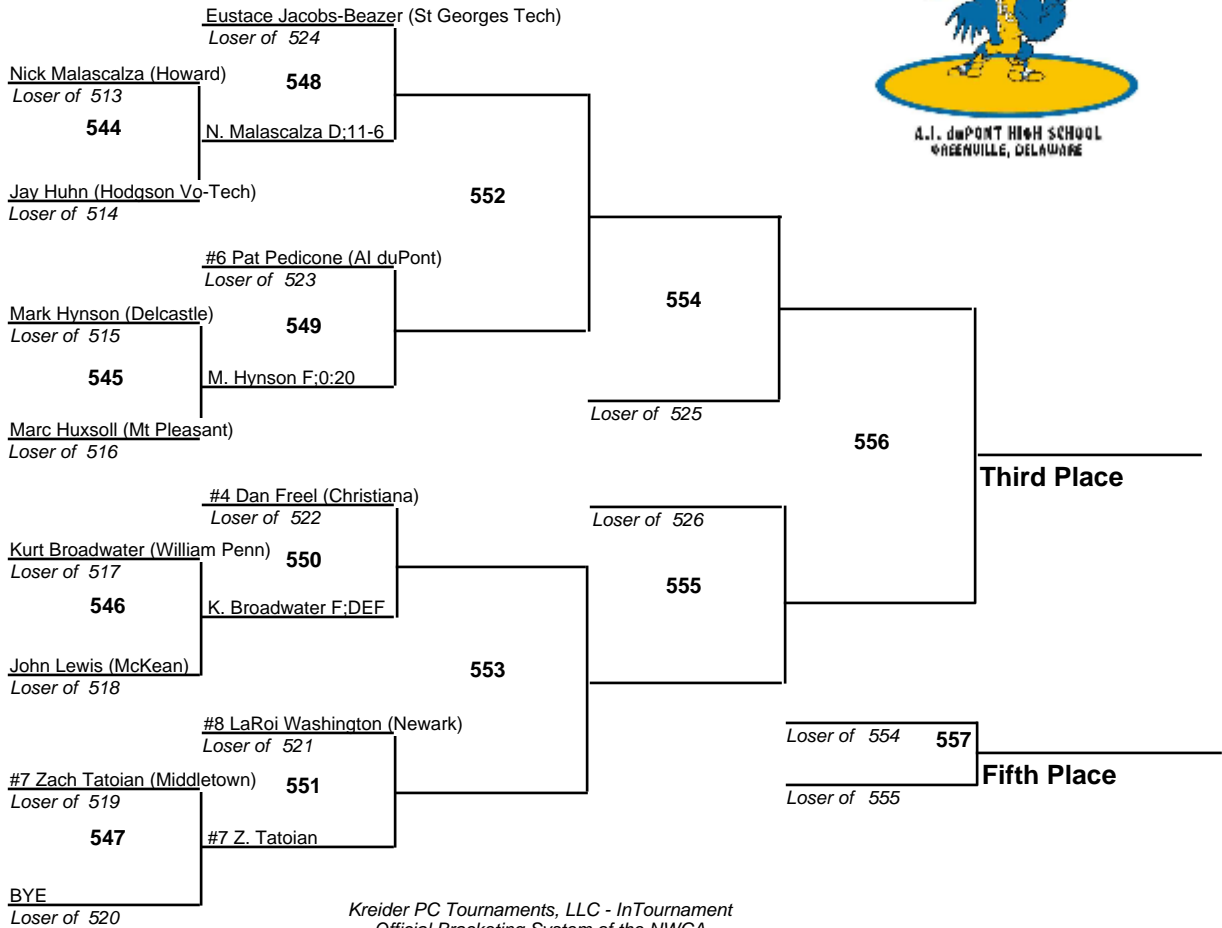 Eustace Jacobs-Beazer (St Georges Tech)
Loser of 524
Nick Malascalza (Howard)
Loser of 513
548
544
N. Malascalza D;11-6
Jay Huhn (Hodgson Vo-Tech)
Loser of 514
552
#6 Pat Pedicone (AI duPont)
Loser of 523
Mark Hynson (Delcastle)
Loser of 515
549
545
M. Hynson F;0:20
Marc Huxsoll (Mt Pleasant)
Loser of 516
554
Loser of 525
556
Third Place
#4 Dan Freel (Christiana)
Loser of 522
Kurt Broadwater (William Penn)
Loser of 517
550
546
K. Broadwater F;DEF
John Lewis (McKean)
Loser of 518
553
Loser of 526
555
#8 LaRoi Washington (Newark)
Loser of 521
#7 Zach Tatoian (Middletown)
Loser of 519
551
547
#7 Z. Tatoian
BYE
Loser of 520
Loser of 554
557
Fifth Place
Loser of 555
A.I. duPONT HIGH SCHOOL
GREENVILLE, DELAWARE
Kreider PC Tournaments, LLC - InTournament
Official Bracketing System of the NWCA